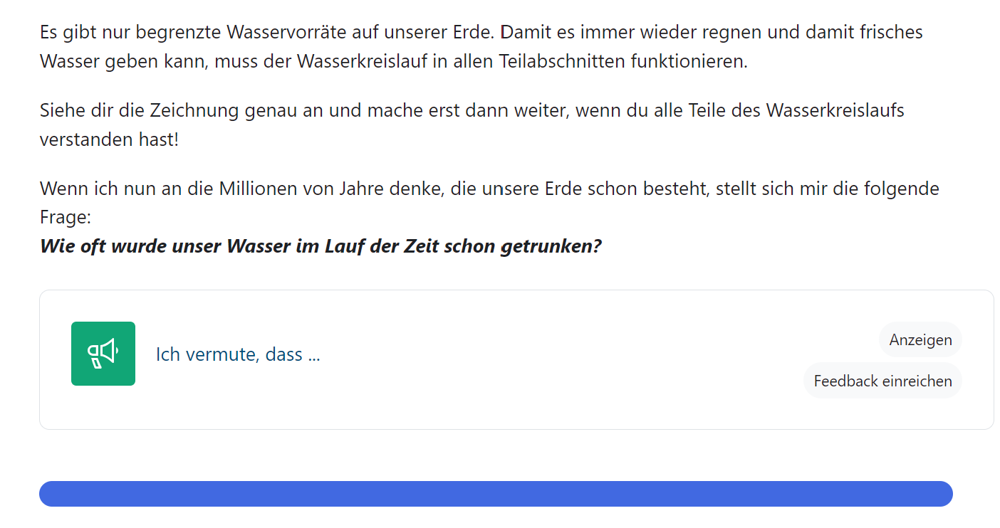 Es gibt nur begrenzte Wasservorräte auf unserer Erde. Damit es immer wieder regnen und damit frisches
Wasser geben kann, muss der Wasserkreislauf in allen Teilabschnitten funktionieren.
Siehe dir die Zeichnung genau an und mache erst dann weiter, wenn du alle Teile des Wasserkreislaufs
verstanden hast!
Wenn ich nun an die Millionen von Jahre denke, die unsere Erde schon besteht, stellt sich mir die folgende
Frage:
Wie oft wurde unser Wasser im Lauf der Zeit schon getrunken?
Ich vermute, dass ...
Anzeigen
Feedback einreichen